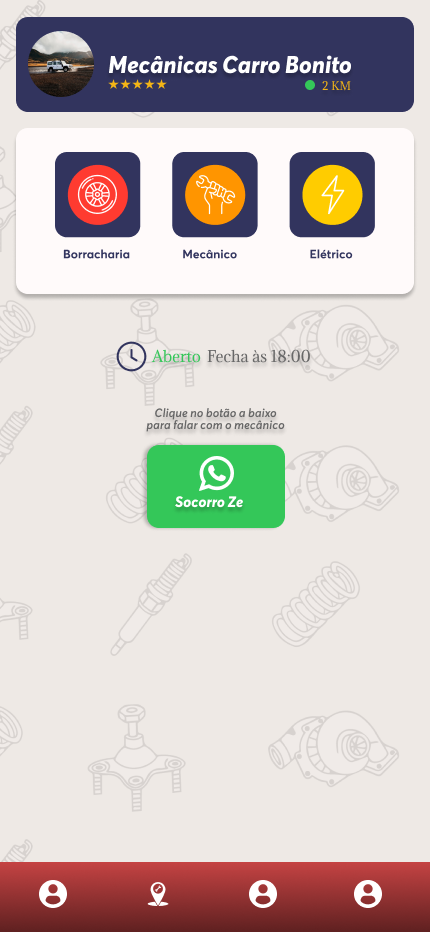 Mecânicas Carro Bonito
2 KM
Borracharia
Mecânico
Elétrico
Aberto Fecha às 18:00
Clique no botão a baixo
para falar com o mecânico
Socorro Ze